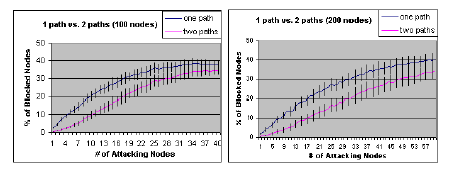 1 path vs. 2 paths (100 nodes)
one path
two paths
% of Blocked Nodes
50
40
30
20
10
0
1 4 7 10 13 16 19 22 25 28 31 34 37 40
# of Attacking Nodes
1 path vs. 2 paths (200 nodes)
one path
two paths
% of Blocked Nodes
50
40
30
20
10
0
1 5 9 13 17 21 25 29 33 37 41 45 49 53 57
# of Attacking Nodes